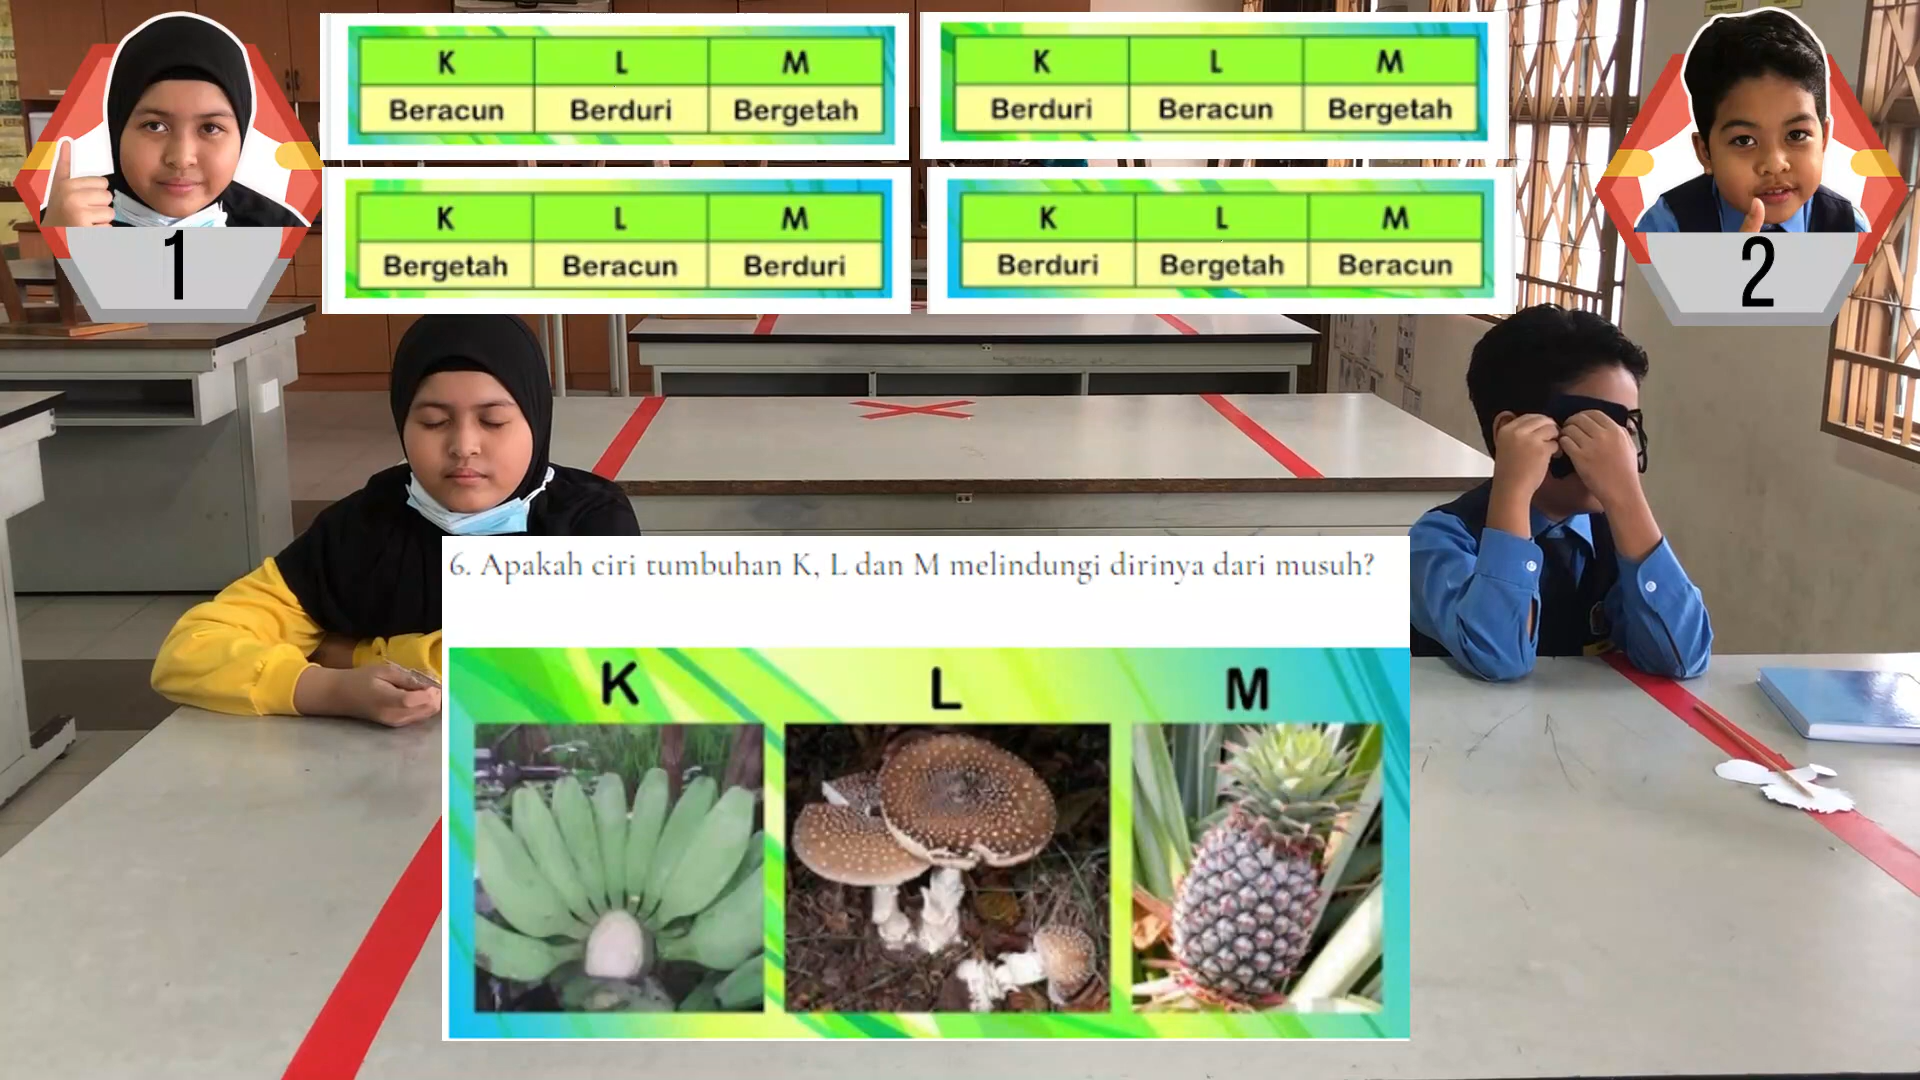 K L M
Beracun Berduri Bergetah
K L M
Berduri Beracun Bergetah
K L M
Bergetah Beracun Berduri
K L M
Berduri Bergetah Beracun
1
2
6. Apakah ciri tumbuhan K, L dan M melindungi dirinya dari musuh?
K L M